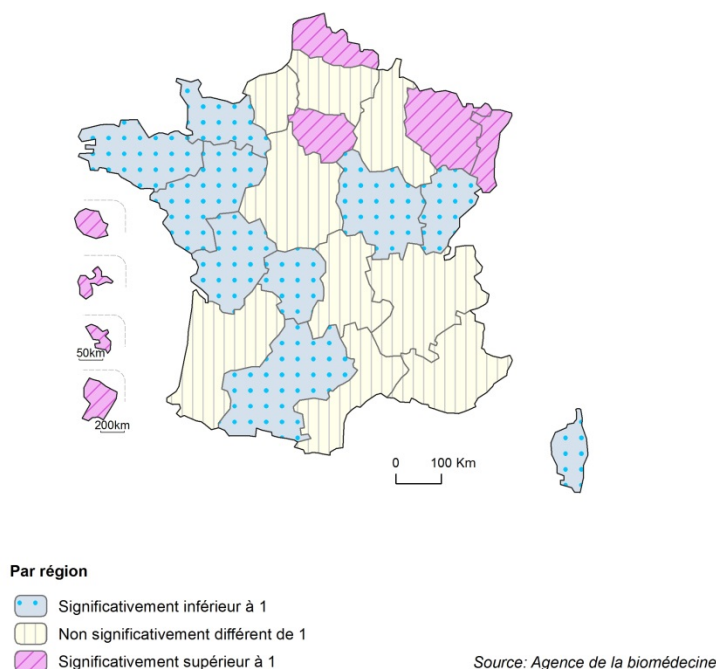 50km
200km
0 100 Km
Par région
Significativement inférieur à 1
Non significativement différent de 1
Significativement supérieur à 1
Source: Agence de la biomédecine